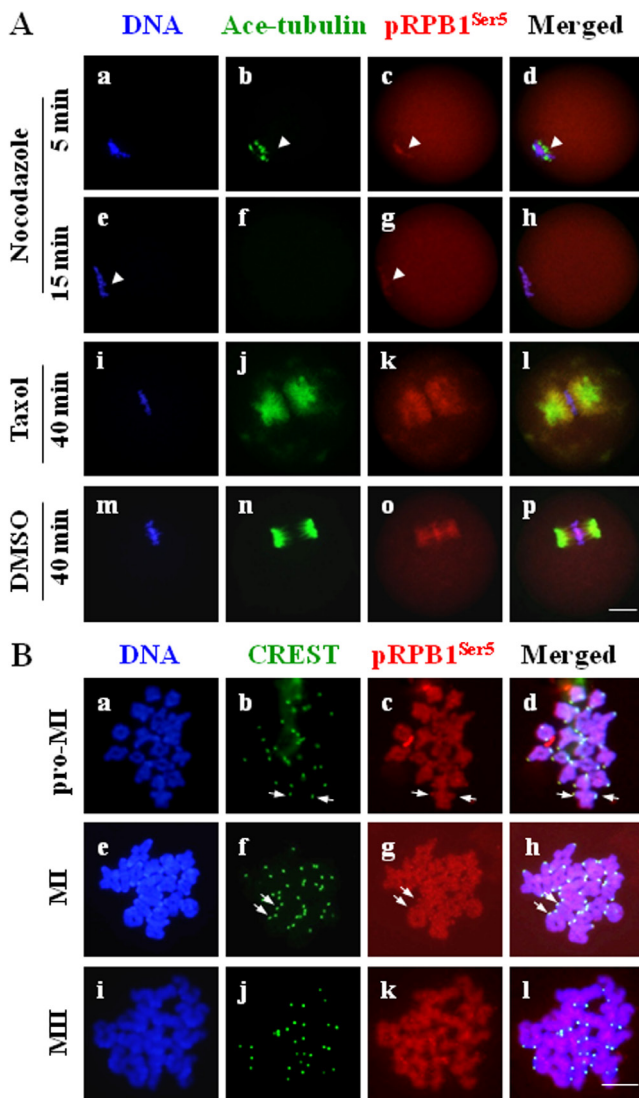 A DNA Ace-tubulin pRPB1Ser5 Merged
Nocodazole
5 min
a b c d
15 min
e f g h
Taxol
40 min
i j k l
DMSO
40 min
m n o p
B DNA CREST pRPB1Ser5 Merged
pro-MI
a b c d
MI
e f g h
MII
i j k l